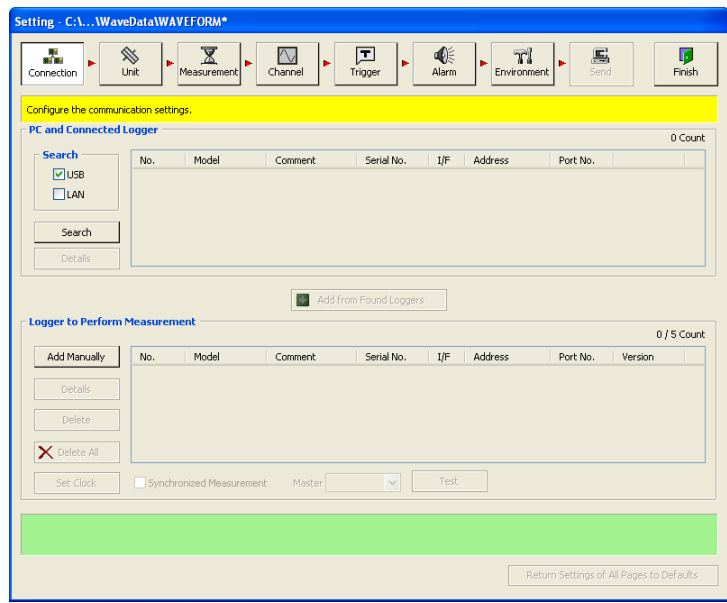 Setting - C:\...\WaveData\WAVEFORM*
Connection Unit Measurement Channel Trigger Alarm Environment Send Finish
Configure the communication settings.
PC and Connected Logger
0 Count
Search
USB
LAN
Search
Details
No. Model Comment Serial No. I/F Address Port No.
Add from Found Loggers
Logger to Perform Measurement
0 / 5 Count
Add Manually
Details
Delete
Delete All
Set Clock
No. Model Comment Serial No. I/F Address Port No. Version
Synchronized Measurement Master Test
Return Settings of All Pages to Defaults